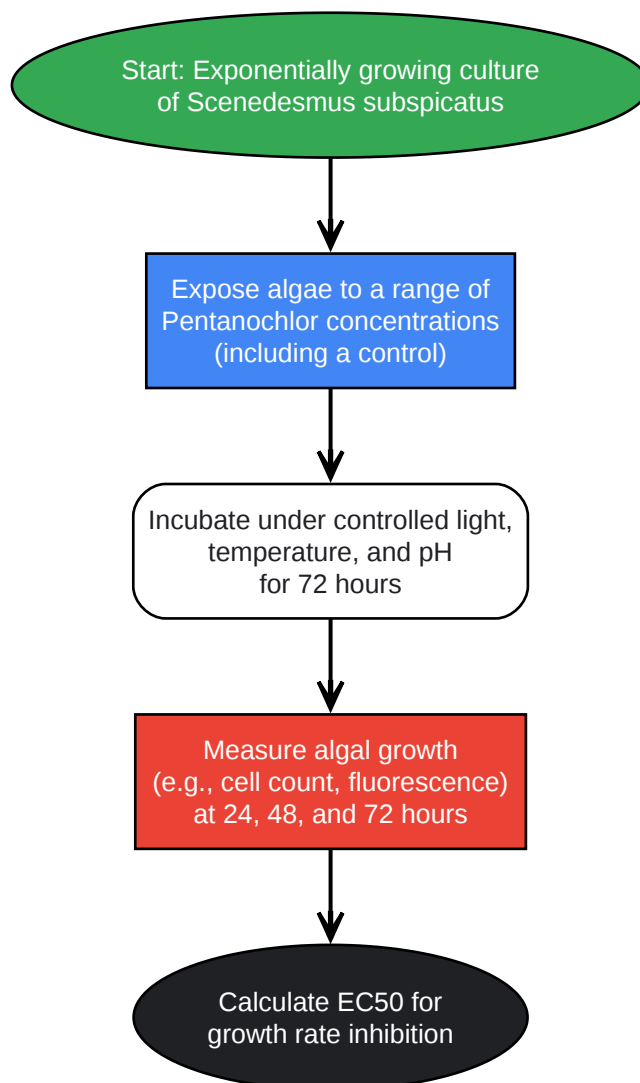 Start: Exponentially growing culture
of Scenedesmus subspicatus
Expose algae to a range of
Pentanochlor concentrations
(including a control)
Incubate under controlled light,
temperature, and pH
for 72 hours
Measure algal growth
(e.g., cell count, fluorescence)
at 24, 48, and 72 hours
Calculate EC50 for
growth rate inhibition